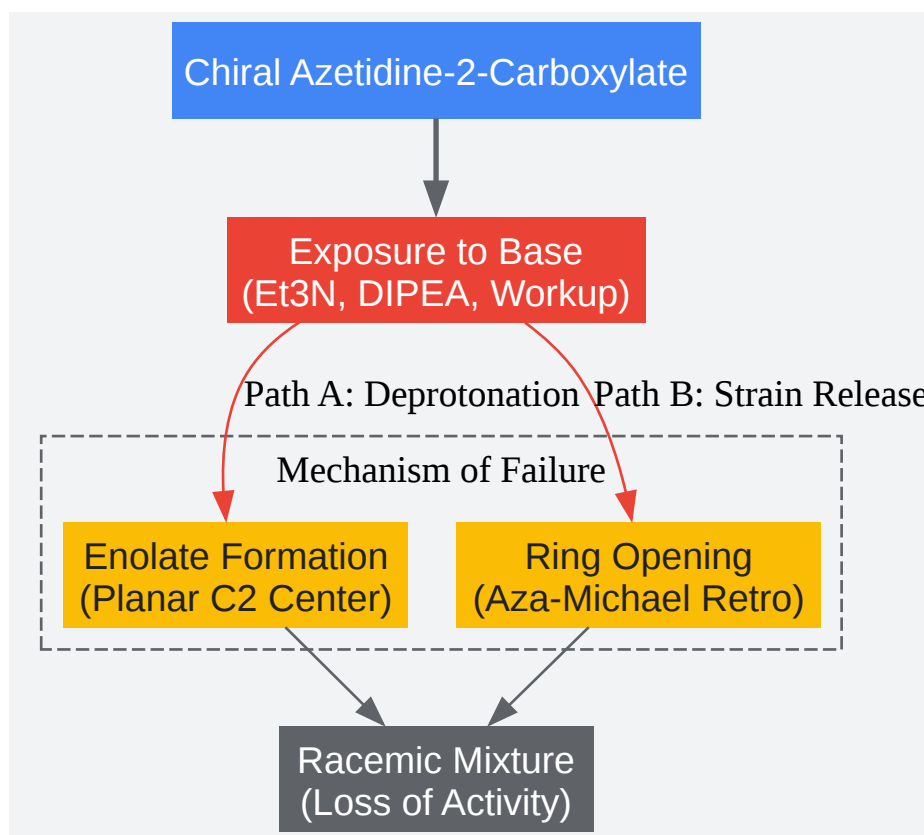 Chiral Azetidine-2-Carboxylate
Exposure to Base
(Et3N, DIPEA, Workup)
Path A: Deprotonation
Path B: Strain Release
Mechanism of Failure
Enolate Formation
(Planar C2 Center)
Ring Opening
(Aza-Michael Retro)
Racemic Mixture
(Loss of Activity)